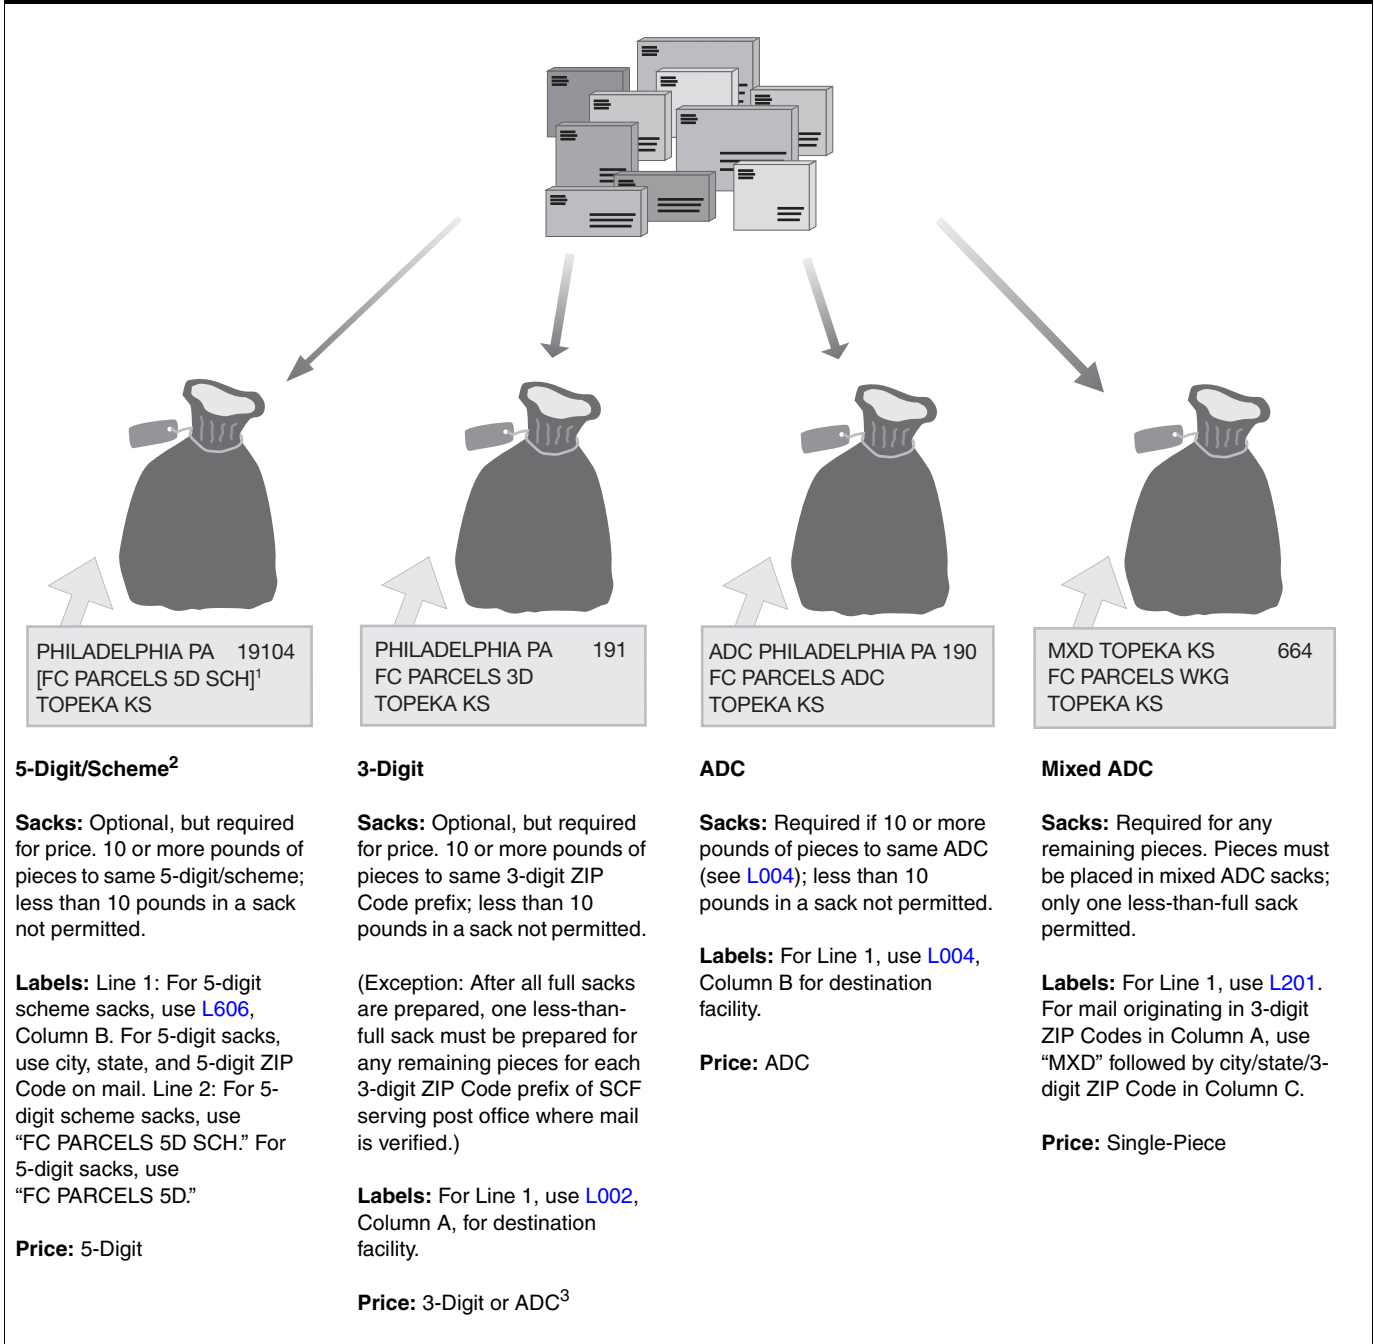 PHILADELPHIA PA 19104
[FC PARCELS 5D SCH]¹
TOPEKA KS
PHILADELPHIA PA 191
FC PARCELS 3D
TOPEKA KS
ADC PHILADELPHIA PA 190
FC PARCELS ADC
TOPEKA KS
MXD TOPEKA KS 664
FC PARCELS WKG
TOPEKA KS
5-Digit/Scheme²
Sacks: Optional, but required
for price. 10 or more pounds of
pieces to same 5-digit/scheme;
less than 10 pounds in a sack
not permitted.
Labels: Line 1: For 5-digit
scheme sacks, use L606,
Column B. For 5-digit sacks,
use city, state, and 5-digit ZIP
Code on mail. Line 2: For 5-
digit scheme sacks, use
“FC PARCELS 5D SCH.” For
5-digit sacks, use
“FC PARCELS 5D.”
Price: 5-Digit
3-Digit
Sacks: Optional, but required
for price. 10 or more pounds of
pieces to same 3-digit ZIP
Code prefix; less than 10
pounds in a sack not permitted.
(Exception: After all full sacks
are prepared, one less-than-
full sack must be prepared for
any remaining pieces for each
3-digit ZIP Code prefix of SCF
serving post office where mail
is verified.)
Labels: For Line 1, use L002,
Column A, for destination
facility.
Price: 3-Digit or ADC³
ADC
Sacks: Required if 10 or more
pounds of pieces to same ADC
(see L004); less than 10
pounds in a sack not permitted.
Labels: For Line 1, use L004,
Column B for destination
facility.
Price: ADC
Mixed ADC
Sacks: Required for any
remaining pieces. Pieces must
be placed in mixed ADC sacks;
only one less-than-full sack
permitted.
Labels: For Line 1, use L201.
For mail originating in 3-digit
ZIP Codes in Column A, use
“MXD” followed by city/state/3-
digit ZIP Code in Column C.
Price: Single-Piece